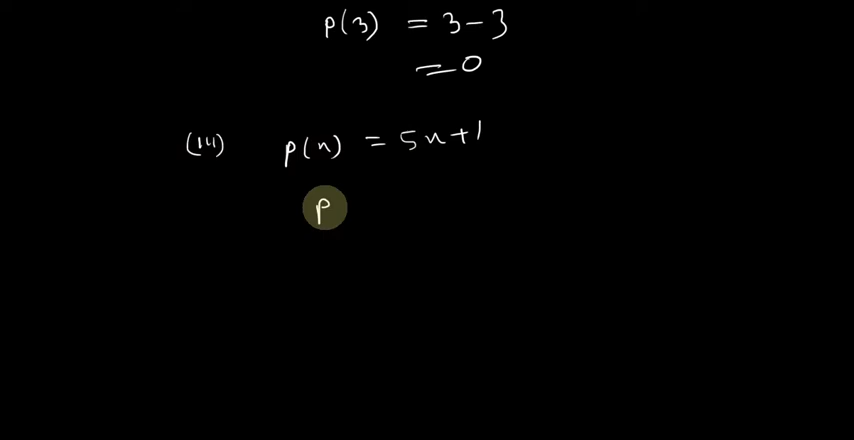 p(3) = 3 - 3
= 0
(iii) p(x) = 5x + 1
p